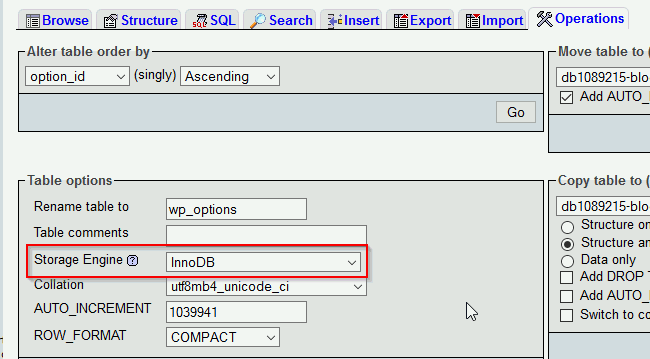 Browse Structure SQL Search Insert Export Import Operations
Alter table order by
option_id (singly) Ascending
Go
Table options
Rename table to wp_options
Table comments
Storage Engine InnoDB
Collation utf8mb4_unicode_ci
AUTO_INCREMENT 1039941
ROW_FORMAT COMPACT
Move table to (
db1089215-blo
Add AUTO_
Copy table to (
db1089215-blo
Structure on
Structure an
Data only
Add DROP T
Add AUTO_
Switch to co